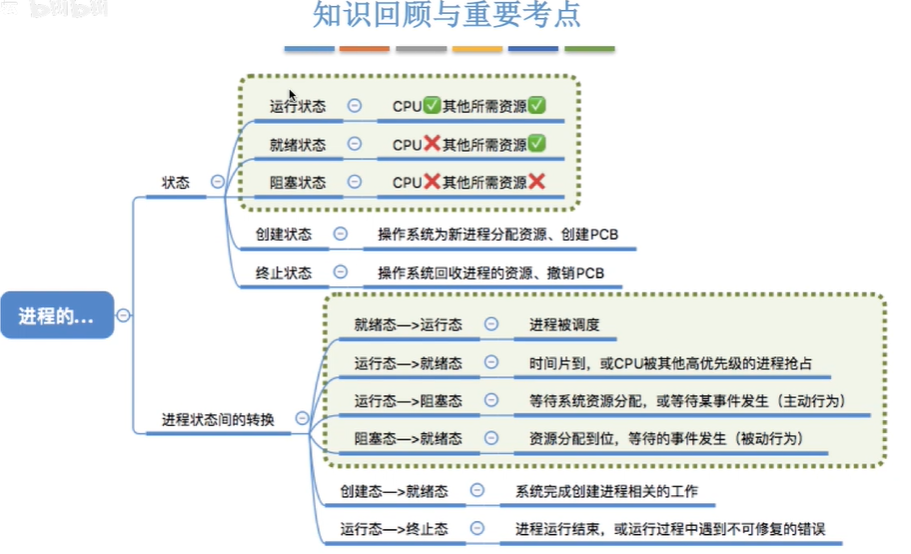 知识回顾与重要考点
运行状态 CPU✅其他所需资源✅
就绪状态 CPU❌其他所需资源✅
状态 阻塞状态 CPU❌其他所需资源❌
创建状态 操作系统为新进程分配资源、创建PCB
终止状态 操作系统回收进程的资源、撤销PCB
进程的...
就绪态—>运行态 进程被调度
运行态—>就绪态 时间片到，或CPU被其他高优先级的进程抢占
运行态—>阻塞态 等待系统资源分配，或等待某事件发生（主动行为）
进程状态间的转换 阻塞态—>就绪态 资源分配到位，等待的事件发生（被动行为）
创建态—>就绪态 系统完成创建进程相关的工作
运行态—>终止态 进程运行结束，或运行过程中遇到不可修复的错误